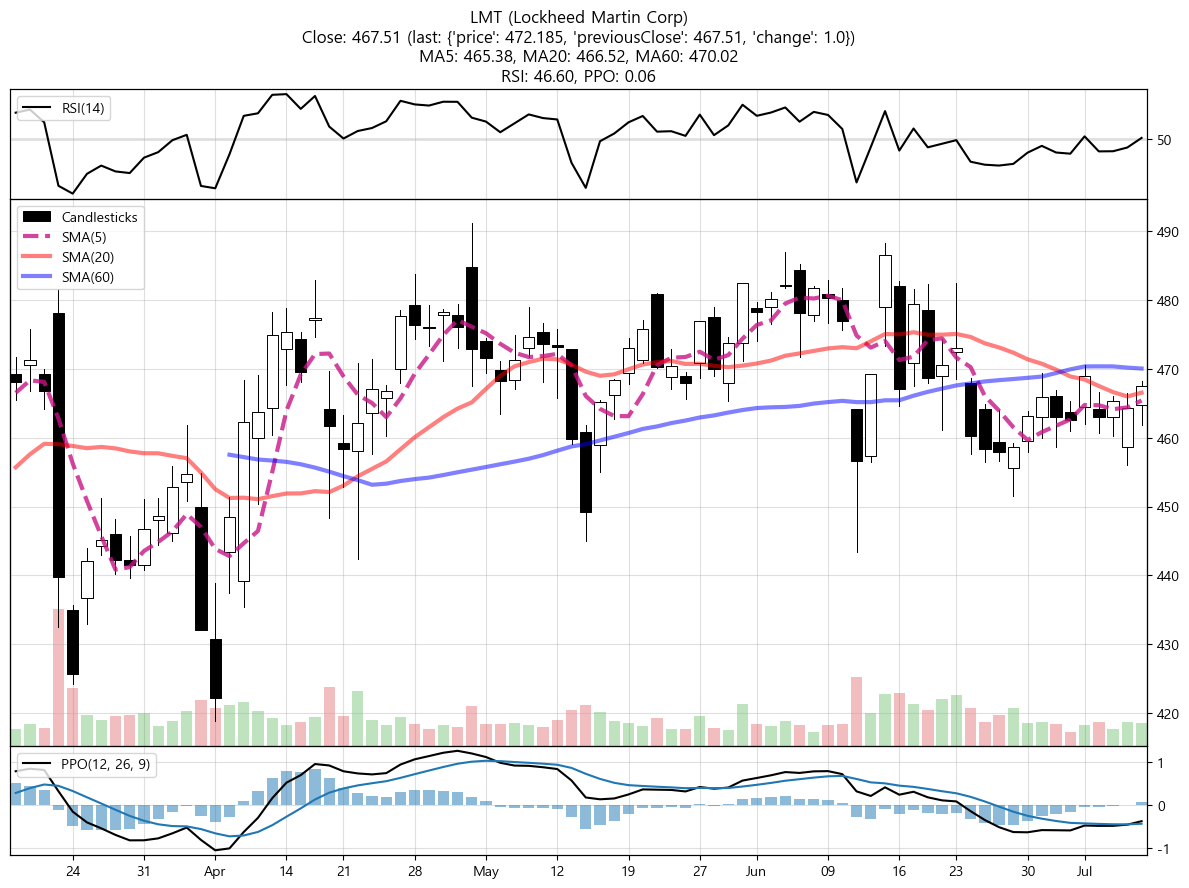 LMT (Lockheed Martin Corp)
Close: 467.51 (last: {'price': 472.185, 'previousClose': 467.51, 'change': 1.0})
MA5: 465.38, MA20: 466.52, MA60: 470.02
RSI: 46.60, PPO: 0.06
RSI(14)
50
Candlesticks
SMA(5)
SMA(20)
SMA(60)
490
480
470
460
450
440
430
420
PPO(12, 26, 9)
1
0
-1
24 31 Apr 14 21 28 May 12 19 27 Jun 09 16 23 30 Jul